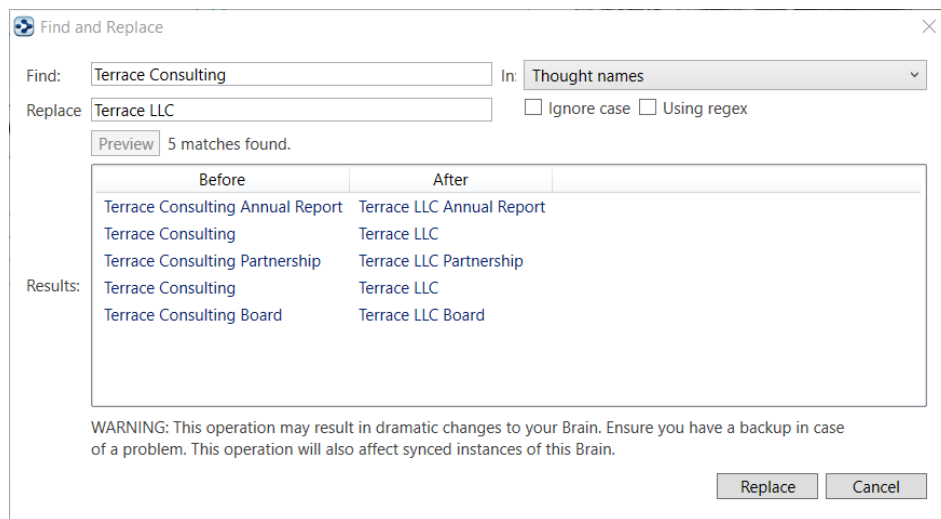 Find and Replace
Find: Terrace Consulting In: Thought names
Replace Terrace LLC Ignore case Using regex
Preview 5 matches found.
Before After
Terrace Consulting Annual Report Terrace LLC Annual Report
Terrace Consulting Terrace LLC
Terrace Consulting Partnership Terrace LLC Partnership
Results: Terrace Consulting Terrace LLC
Terrace Consulting Board Terrace LLC Board
WARNING: This operation may result in dramatic changes to your Brain. Ensure you have a backup in case
of a problem. This operation will also affect synced instances of this Brain.
Replace Cancel